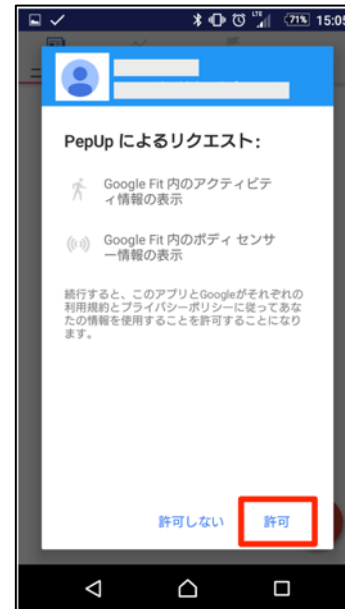 LTE
71%
15:05
PepUp によるリクエスト:
Google Fit 内のアクティビテ
ィ情報の表示
Google Fit 内のボディ センサ
ー情報の表示
続行すると、このアプリとGoogleがそれぞれの
利用規約とプライバシーポリシーに従ってあな
たの情報を使用することを許可することになり
ます。
許可しない
許可